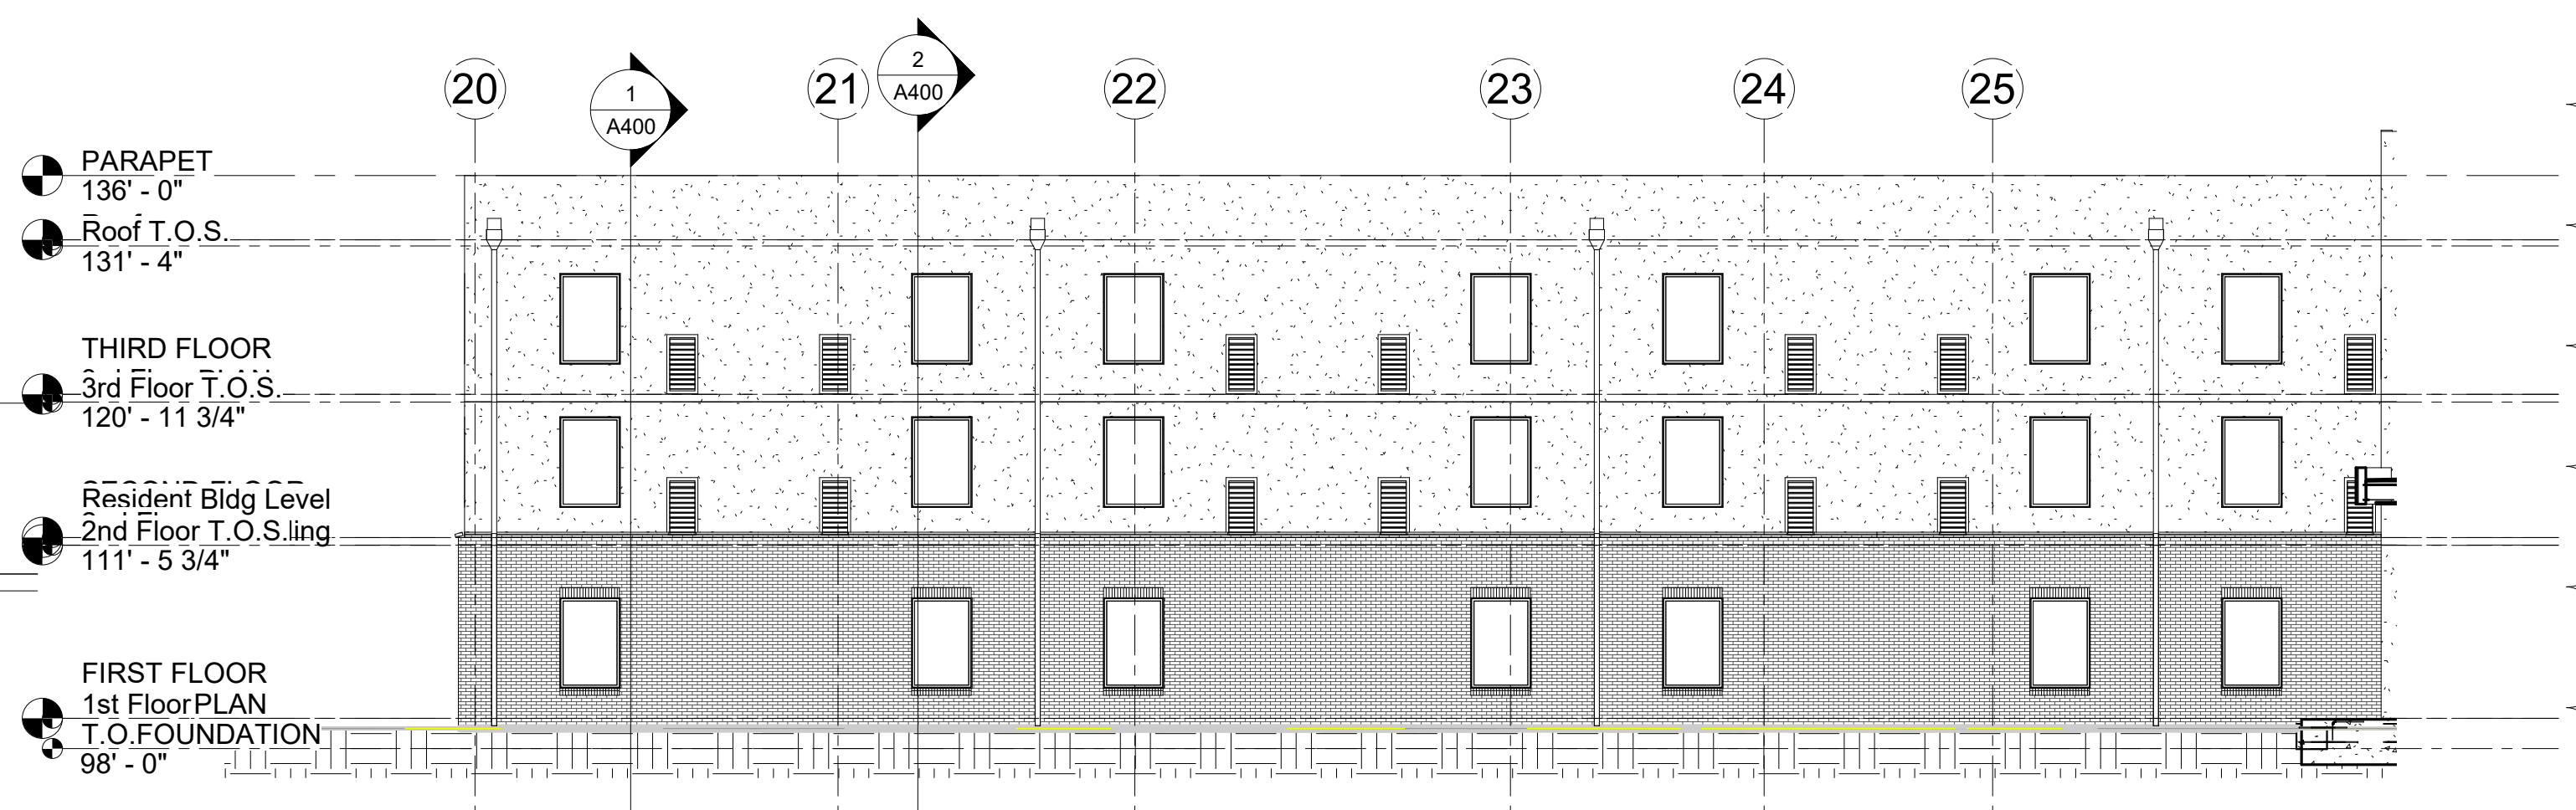 20
1
A400
21
2
A400
22
23
24
25
PARAPET
136' - 0"
Roof T.O.S.
131' - 4"
THIRD FLOOR
3rd Floor T.O.S.
120' - 11 3/4"
SECOND FLOOR
Resident Bldg Level
2nd Floor T.O.S.
111' - 5 3/4"
FIRST FLOOR
1st Floor PLAN
T.O.FOUNDATION
98' - 0"